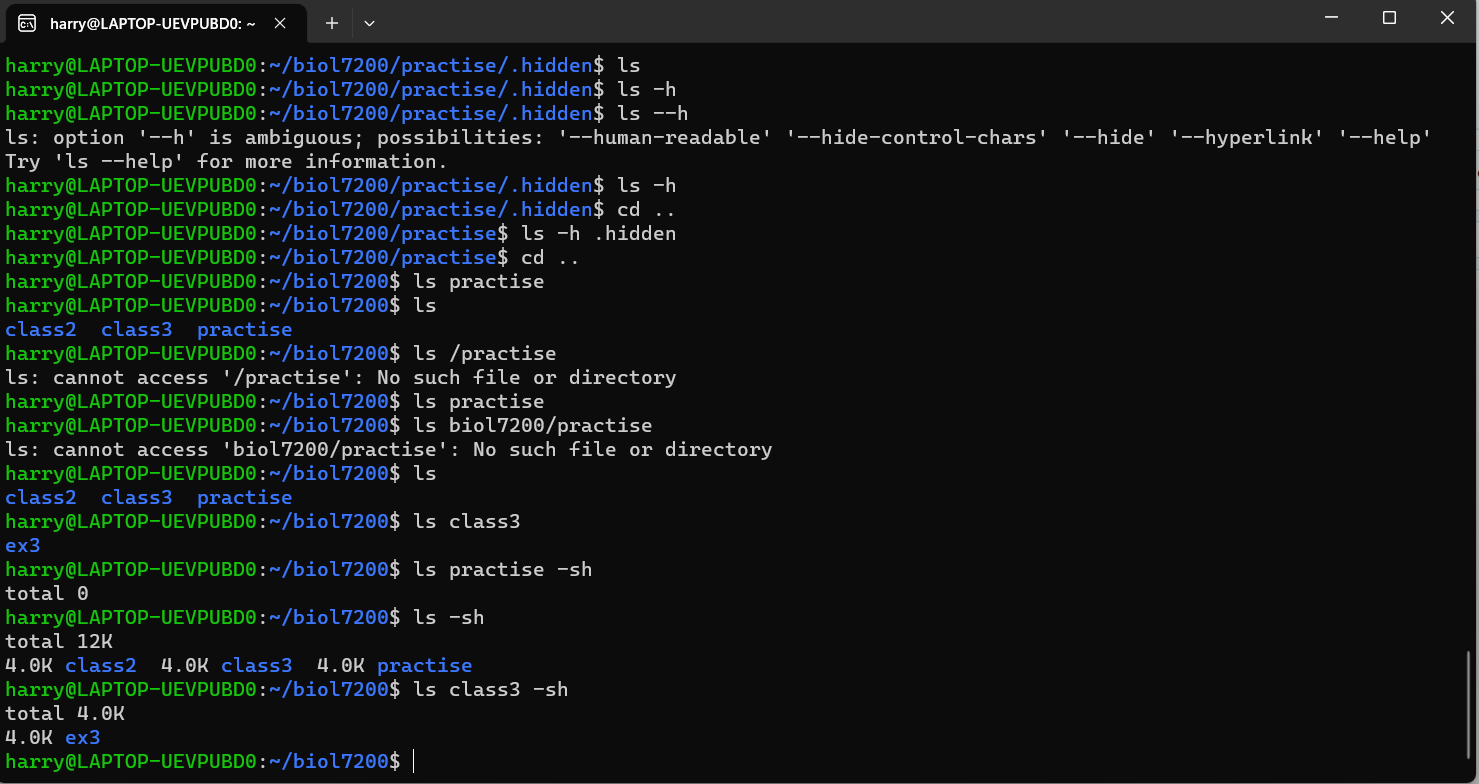 harry@LAPTOP-UEVPUBD0: ~
harry@LAPTOP-UEVPUBD0:~/biol7200/practise/.hidden$ ls
harry@LAPTOP-UEVPUBD0:~/biol7200/practise/.hidden$ ls -h
harry@LAPTOP-UEVPUBD0:~/biol7200/practise/.hidden$ ls --h
ls: option '--h' is ambiguous; possibilities: '--human-readable' '--hide-control-chars' '--hide' '--hyperlink' '--help'
Try 'ls --help' for more information.
harry@LAPTOP-UEVPUBD0:~/biol7200/practise/.hidden$ ls -h
harry@LAPTOP-UEVPUBD0:~/biol7200/practise/.hidden$ cd ..
harry@LAPTOP-UEVPUBD0:~/biol7200/practise$ ls -h .hidden
harry@LAPTOP-UEVPUBD0:~/biol7200/practise$ cd ..
harry@LAPTOP-UEVPUBD0:~/biol7200$ ls practise
harry@LAPTOP-UEVPUBD0:~/biol7200$ ls
class2  class3  practise
harry@LAPTOP-UEVPUBD0:~/biol7200$ ls /practise
ls: cannot access '/practise': No such file or directory
harry@LAPTOP-UEVPUBD0:~/biol7200$ ls practise
harry@LAPTOP-UEVPUBD0:~/biol7200$ ls biol7200/practise
ls: cannot access 'biol7200/practise': No such file or directory
harry@LAPTOP-UEVPUBD0:~/biol7200$ ls
class2  class3  practise
harry@LAPTOP-UEVPUBD0:~/biol7200$ ls class3
ex3
harry@LAPTOP-UEVPUBD0:~/biol7200$ ls practise -sh
total 0
harry@LAPTOP-UEVPUBD0:~/biol7200$ ls -sh
total 12K
4.0K class2  4.0K class3  4.0K practise
harry@LAPTOP-UEVPUBD0:~/biol7200$ ls class3 -sh
total 4.0K
4.0K ex3
harry@LAPTOP-UEVPUBD0:~/biol7200$